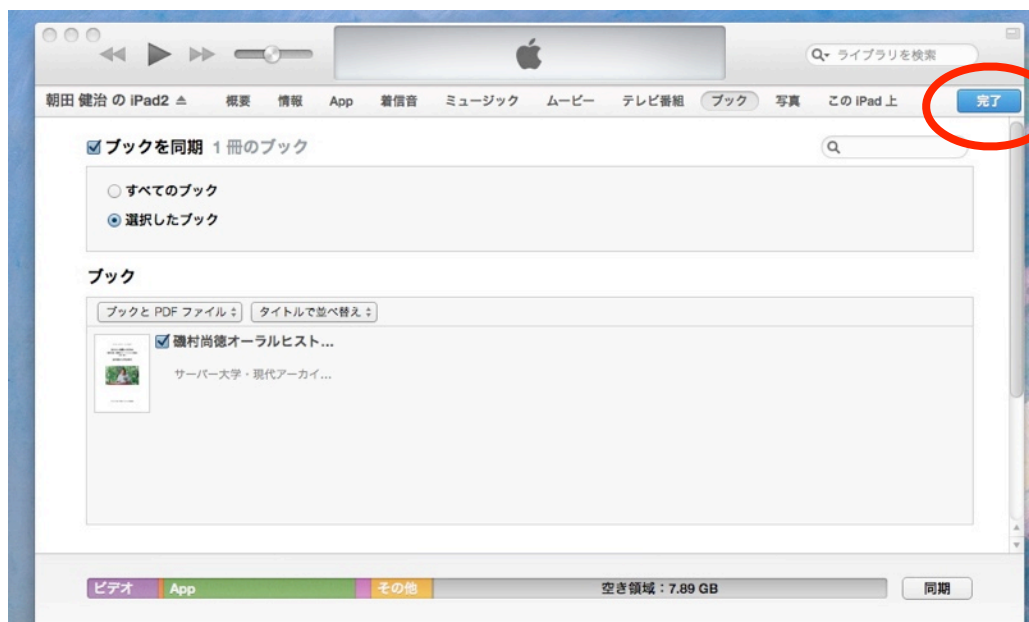 ライブラリを検索
朝田 健治 の iPad2 概要 情報 App 着信音 ミュージック ムービー テレビ番組 ブック 写真 この iPad 上 完了
ブックを同期 1 冊のブック
すべてのブック
選択したブック
ブック
ブックと PDF ファイル タイトルで並べ替え
磯村尚徳オーラルヒスト...
サーバー大学・現代アーカイ...
ビデオ App その他 空き領域：7.89 GB 同期